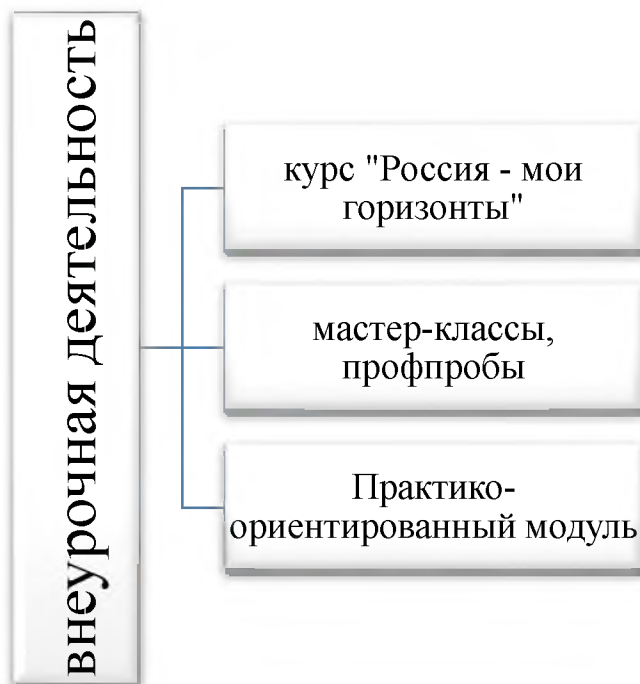 внеурочная деятельность
курс "Россия - мои
горизонты"
мастер-классы,
профпробы
Практико-
ориентированный модуль